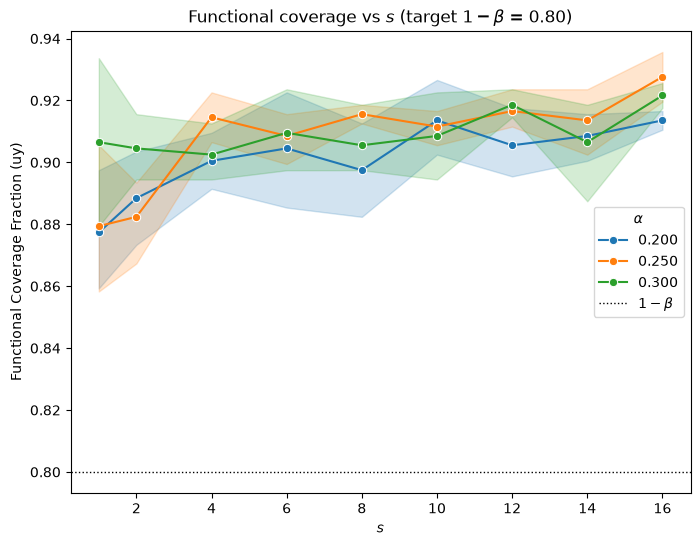 Functional coverage vs s (target 1 − β = 0.80)
Functional Coverage Fraction (uy)
0.94
0.92
0.90
0.88
0.86
0.84
0.82
0.80
α
0.200
0.250
0.300
1 − β
2 4 6 8 10 12 14 16
s